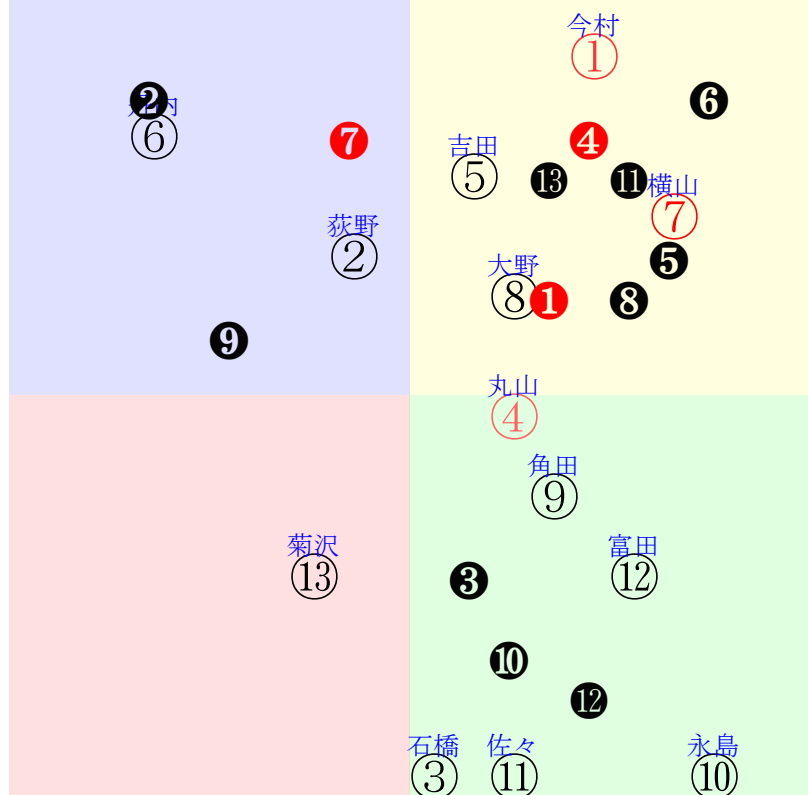 今村
①
❷
❻
⑥
❼
❹
吉田
⑤
⓭
⓫
横山
⑦
荻野
②
大野
⑧
❶
❺
❽
❾
丸山
④
角田
⑨
菊沢
⑬
富田
⑫
❸
❿
⓬
石橋
③
佐々
⑪
永島
⑩